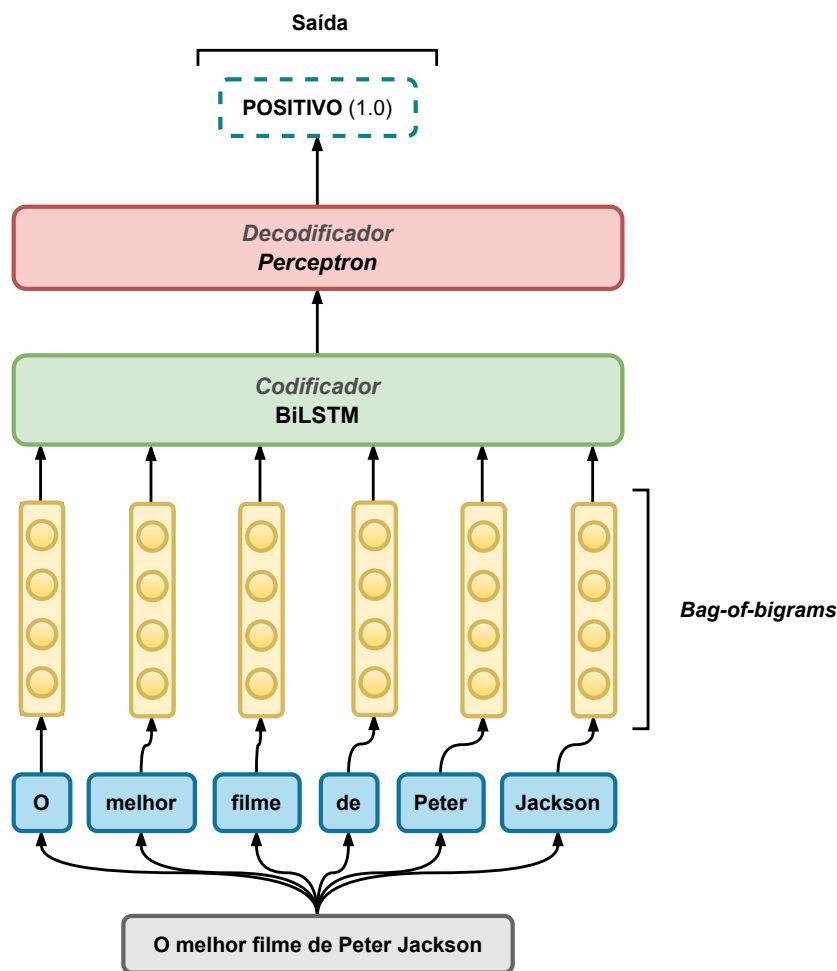 Saída
POSITIVO (1.0)
Decodificador
Perceptron
Codificador
BiLSTM
Bag-of-bigrams
O melhor filme de Peter Jackson
O melhor filme de Peter Jackson